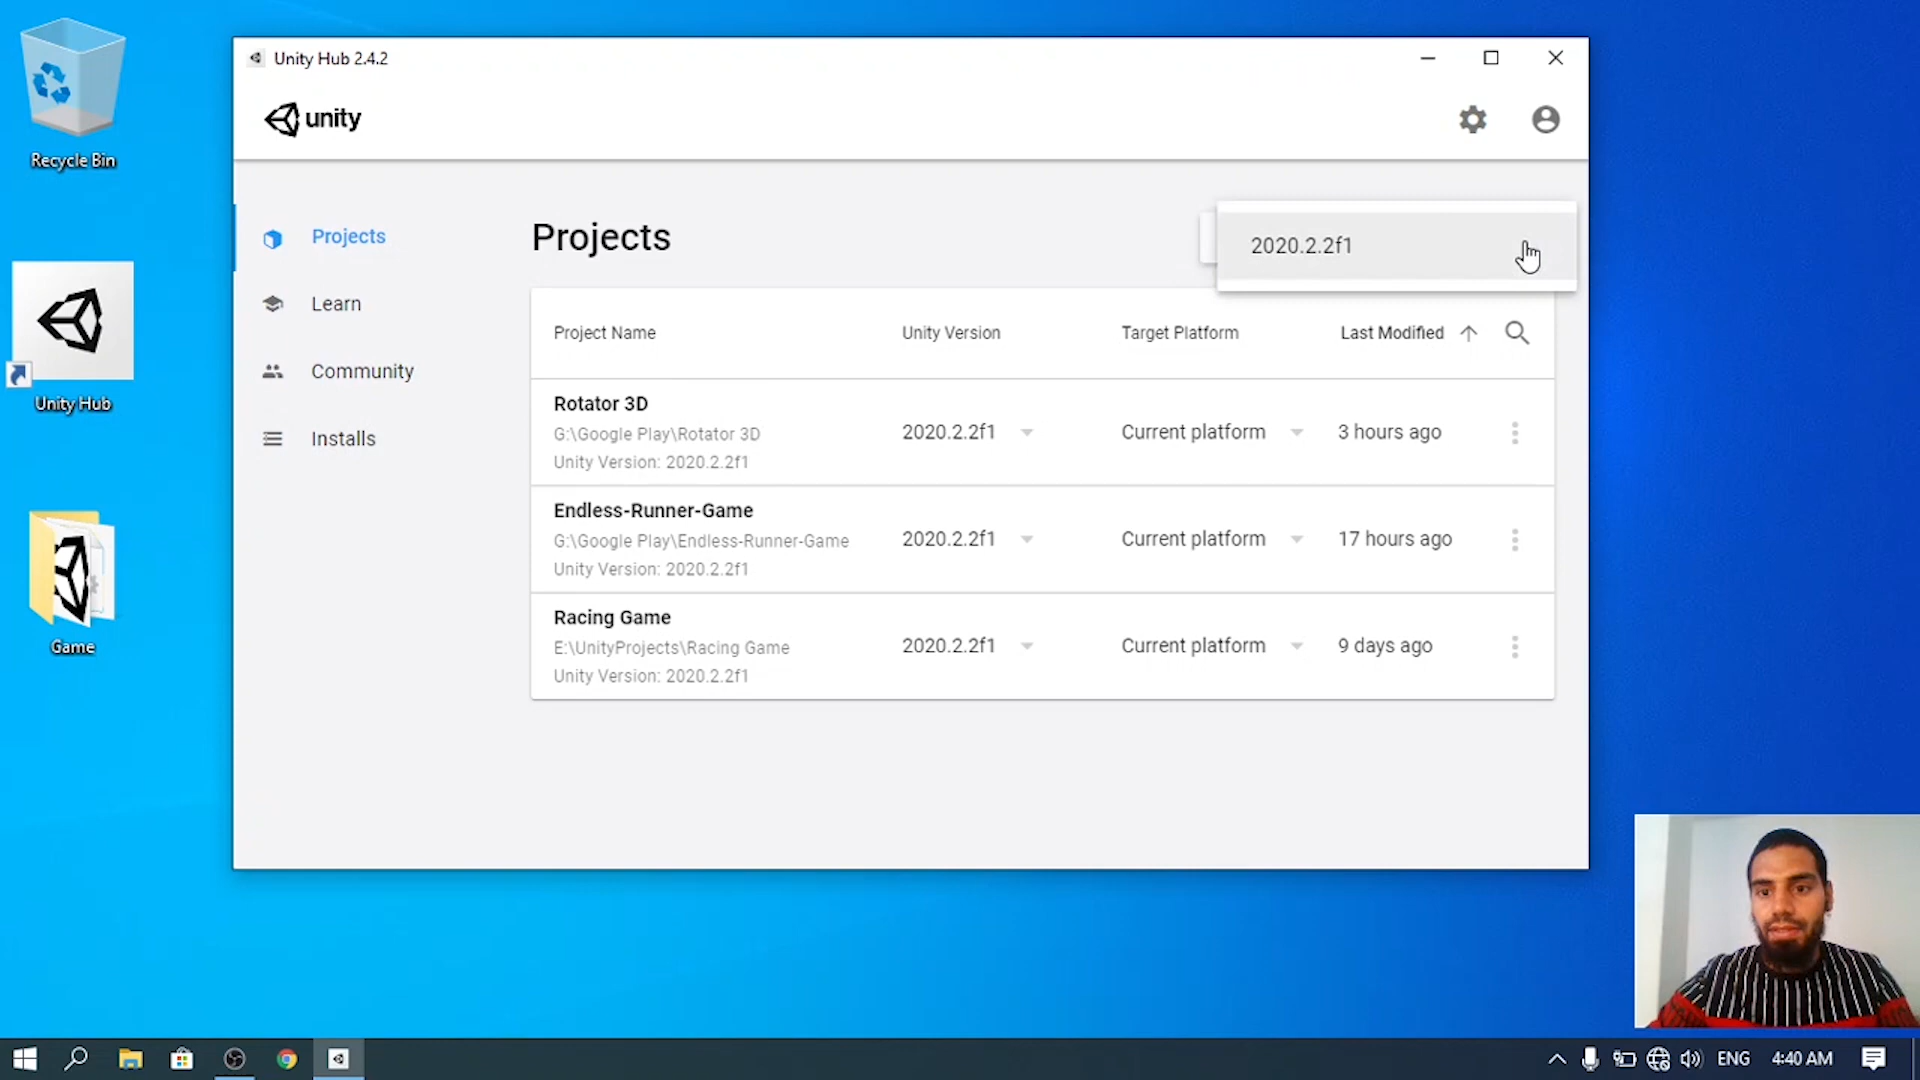 Recycle Bin
Unity Hub
Game
Unity Hub 2.4.2
unity
Projects
Learn
Community
Installs
Projects
2020.2.2f1
Project Name
Unity Version
Target Platform
Last Modified
Rotator 3D
G:\Google Play\Rotator 3D
Unity Version: 2020.2.2f1
2020.2.2f1
Current platform
3 hours ago
Endless-Runner-Game
G:\Google Play\Endless-Runner-Game
Unity Version: 2020.2.2f1
2020.2.2f1
Current platform
17 hours ago
Racing Game
E:\UnityProjects\Racing Game
Unity Version: 2020.2.2f1
2020.2.2f1
Current platform
9 days ago
ENG
4:40 AM